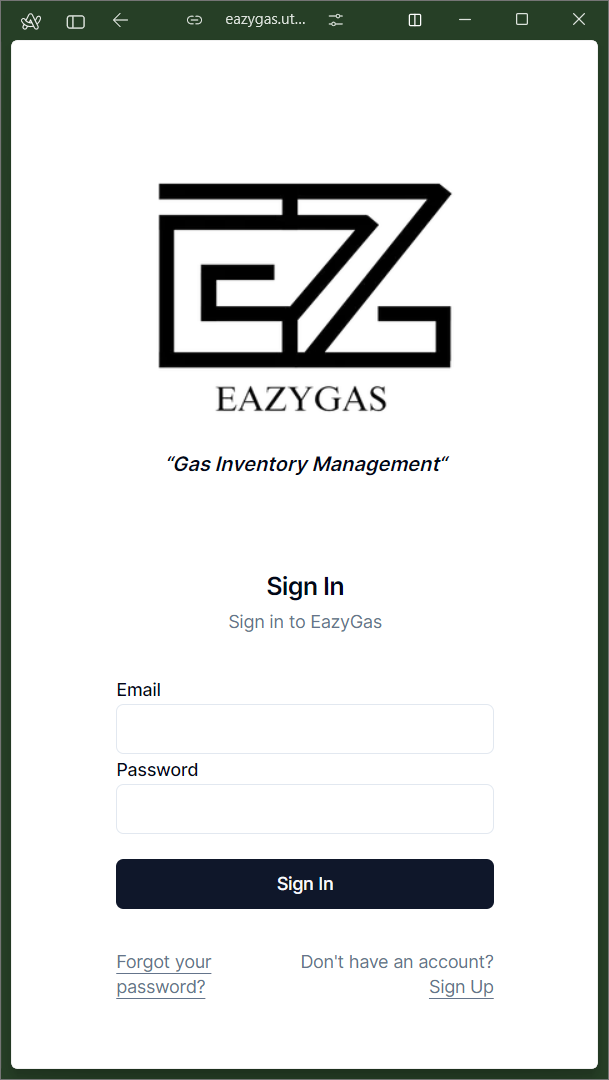 eazygas.ut...
EZ
EAZYGAS
“Gas Inventory Management“
Sign In
Sign in to EazyGas
Email
Password
Sign In
Forgot your
password?
Don't have an account?
Sign Up